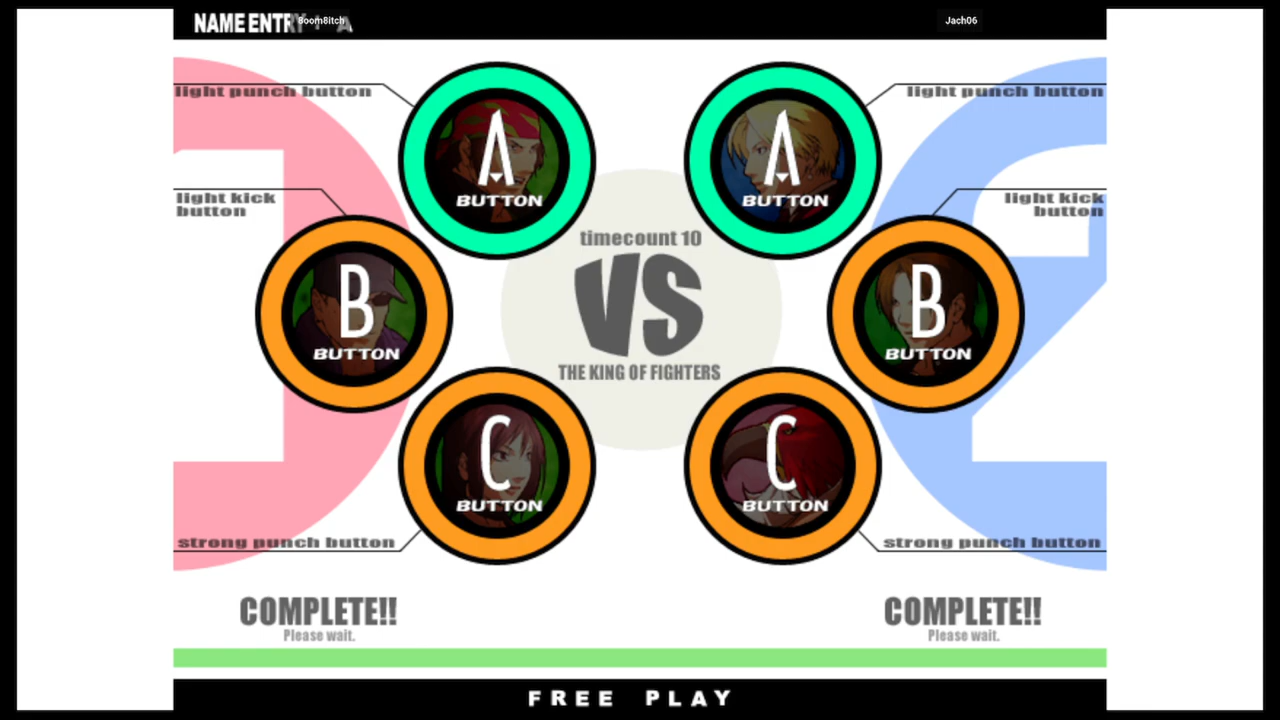 NAME ENTRY
8oom8itch
Jach06
light punch button
light punch button
A
BUTTON
A
BUTTON
light kick
button
light kick
button
timecount 10
VS
THE KING OF FIGHTERS
B
BUTTON
B
BUTTON
C
BUTTON
C
BUTTON
strong punch button
strong punch button
COMPLETE!!
Please wait.
COMPLETE!!
Please wait.
FREE PLAY